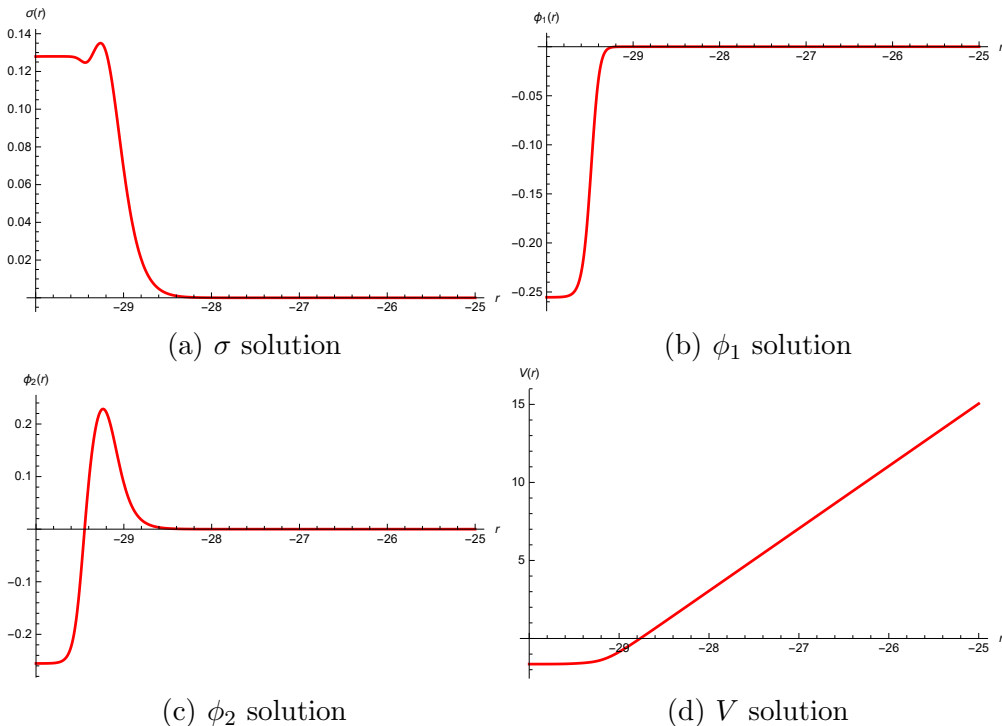 σ(r)
0.14
0.12
0.10
0.08
0.06
0.04
0.02
−29 −28 −27 −26 −25 r
(a) σ solution
ϕ₁(r)
−29 −28 −27 −26 −25 r
−0.05
−0.10
−0.15
−0.20
−0.25
(b) ϕ₁ solution
ϕ₂(r)
0.2
0.1
−29 −28 −27 −26 −25 r
−0.1
−0.2
(c) ϕ₂ solution
V(r)
15
10
5
−29 −28 −27 −26 −25 r
(d) V solution